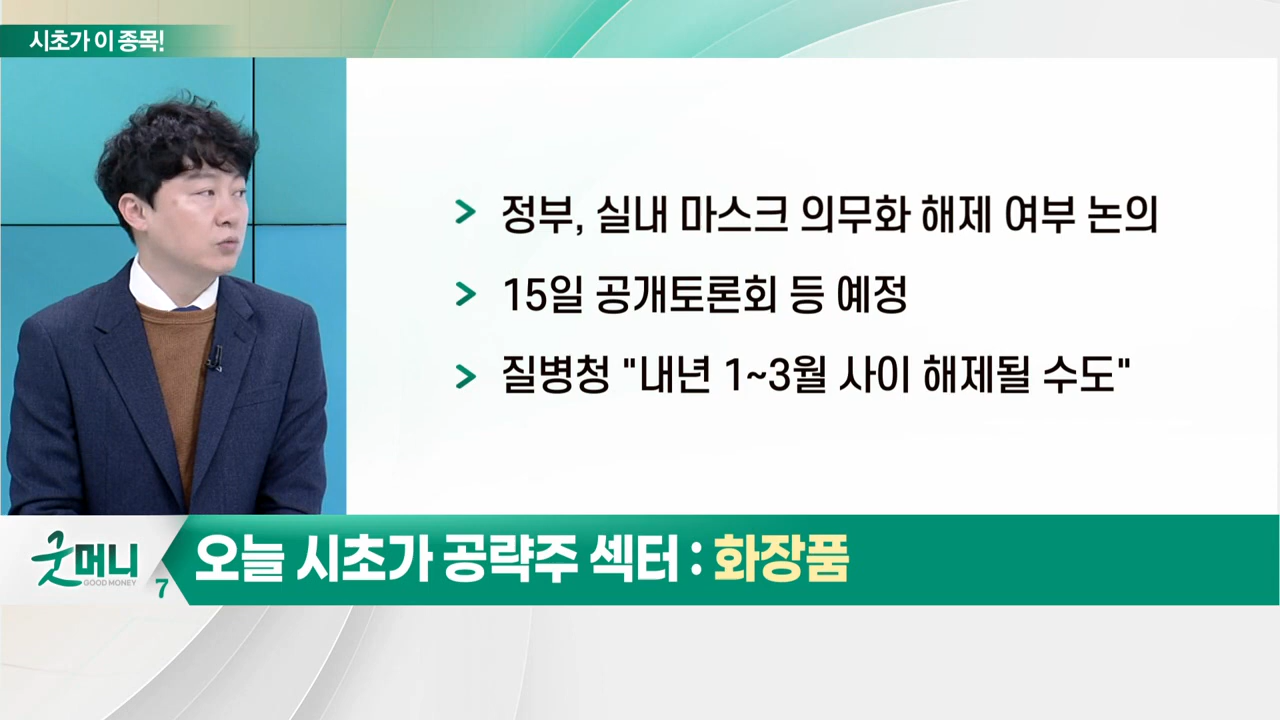 시초가 이 종목!
정부, 실내 마스크 의무화 해제 여부 논의
15일 공개토론회 등 예정
질병청 "내년 1~3월 사이 해제될 수도"
굿머니
GOOD MONEY
7
오늘 시초가 공략주 섹터 : 화장품